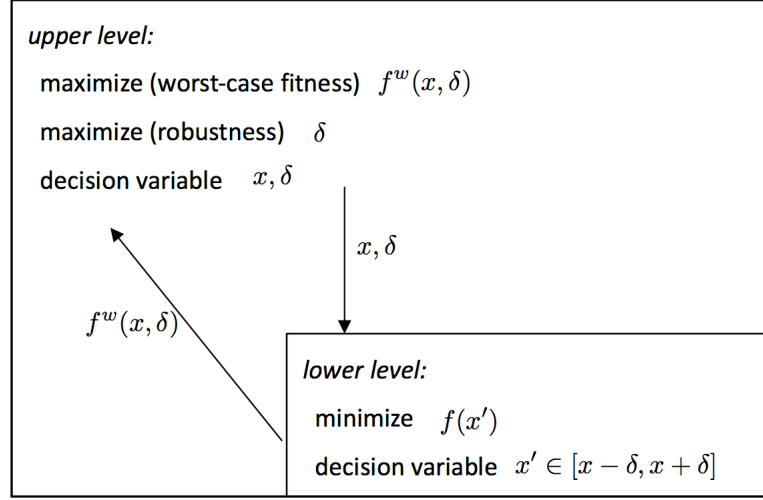 upper level:
maximize (worst-case fitness) f^w(x, δ)
maximize (robustness) δ
decision variable x, δ
x, δ
f^w(x, δ)
lower level:
minimize f(x′)
decision variable x′ ∈ [x − δ, x + δ]